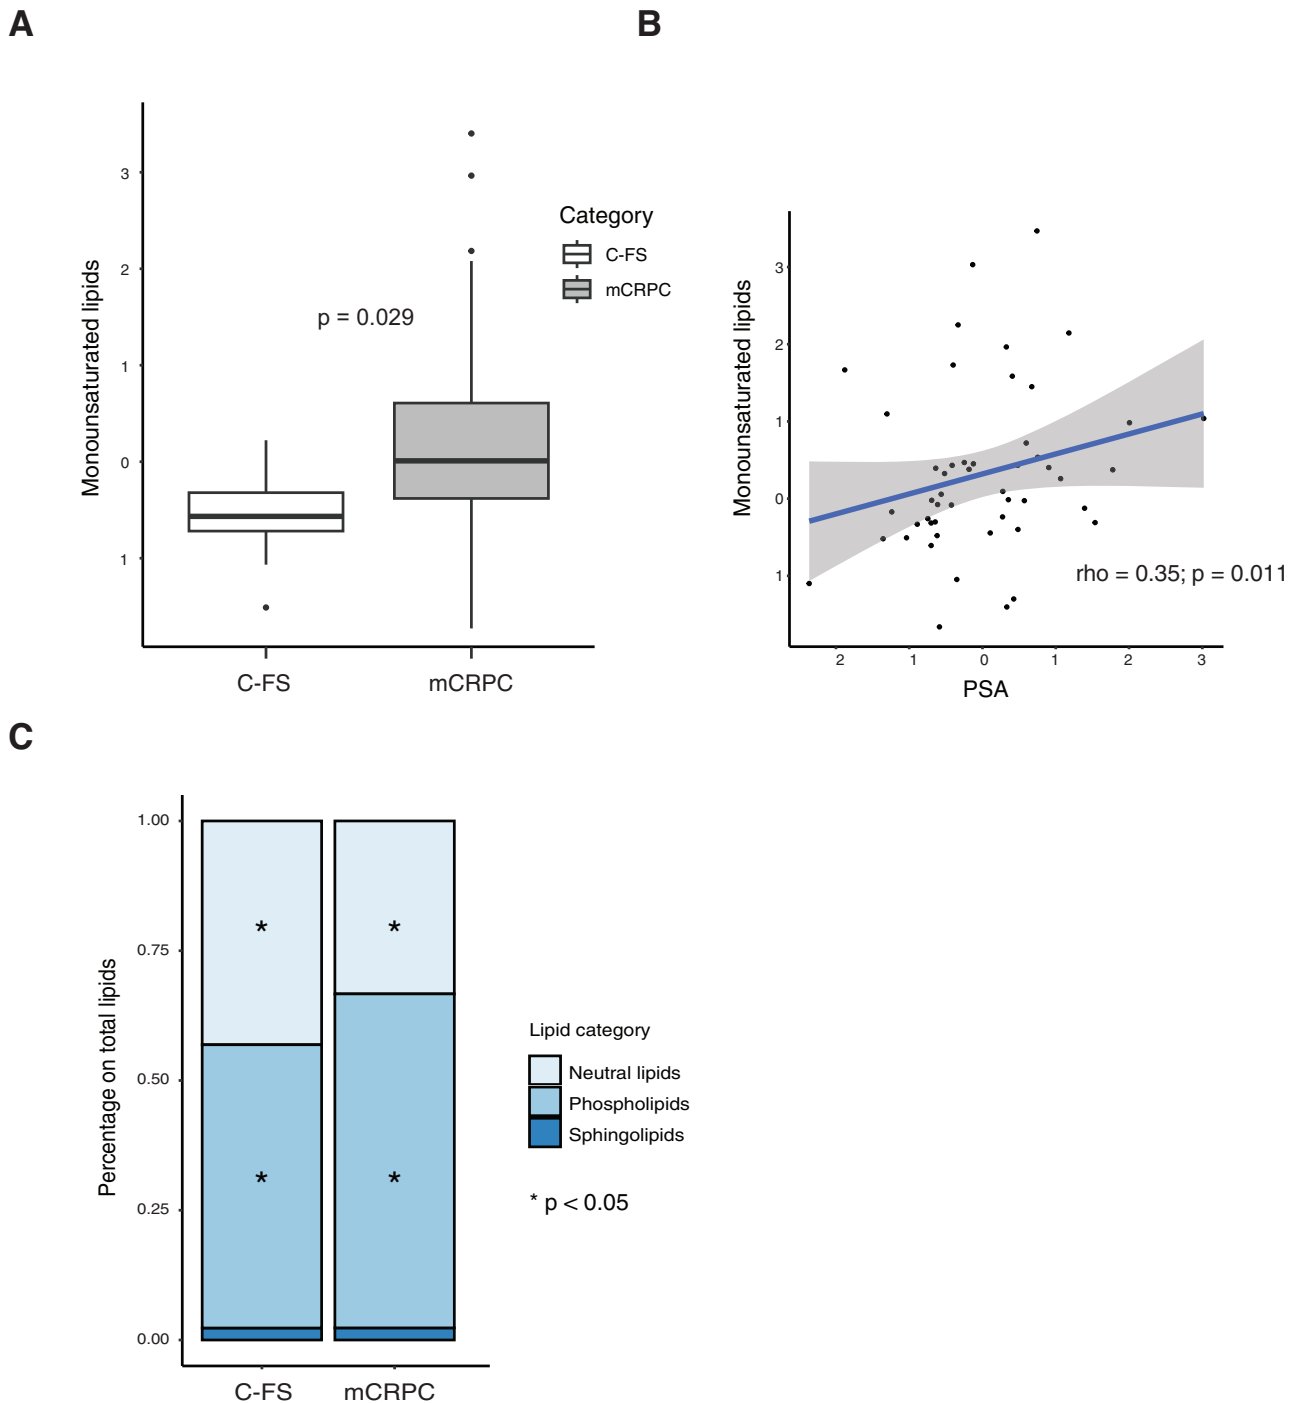 A
B
3
2
1
0
1
Monounsaturated lipids
p = 0.029
Category
C-FS
mCRPC
C-FS
mCRPC
3
2
1
0
1
Monounsaturated lipids
rho = 0.35; p = 0.011
2 1 0 1 2 3
PSA
C
1.00
0.75
0.50
0.25
0.00
Percentage on total lipids
* *
* *
C-FS mCRPC
Lipid category
Neutral lipids
Phospholipids
Sphingolipids
* p < 0.05